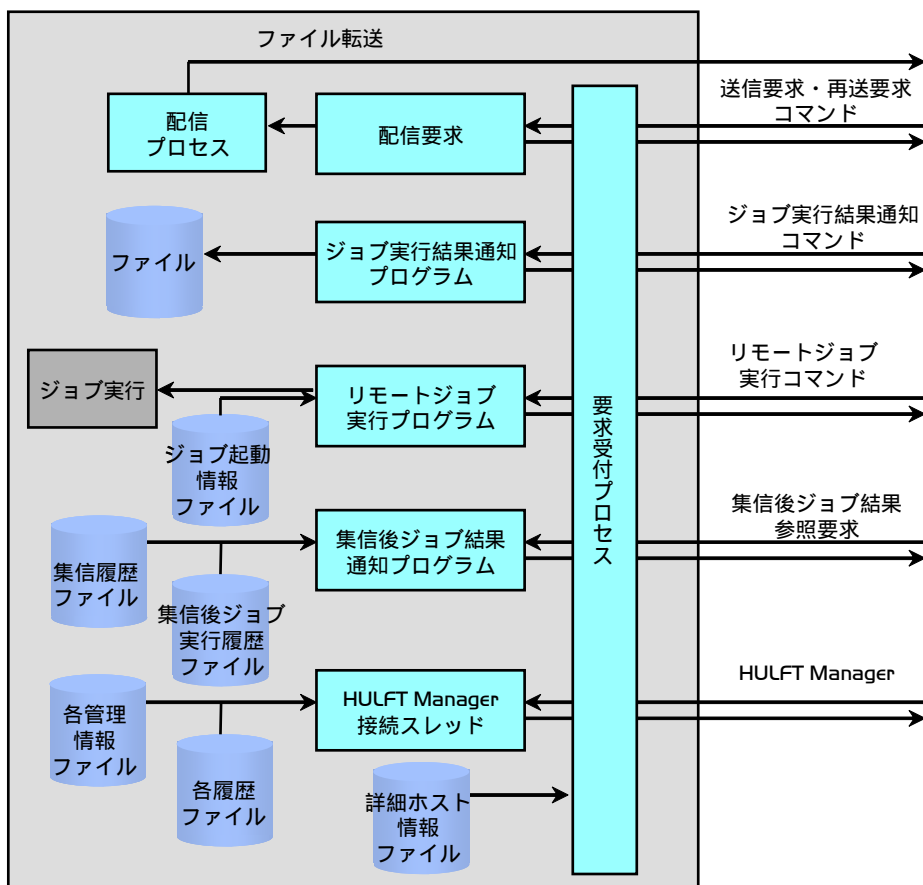 ファイル転送
送信要求・再送要求
コマンド
配信
プロセス
配信要求
ジョブ実行結果通知
コマンド
ファイル
ジョブ実行結果通知
プログラム
リモートジョブ
実行コマンド
ジョブ実行
リモートジョブ
実行プログラム
要求受付プロセス
ジョブ起動
情報
ファイル
集信後ジョブ結果
参照要求
集信履歴
ファイル
集信後ジョブ結果
通知プログラム
集信後ジョブ
実行履歴
ファイル
HULFT Manager
各管理
情報
ファイル
HULFT Manager
接続スレッド
各履歴
ファイル
詳細ホスト
情報
ファイル